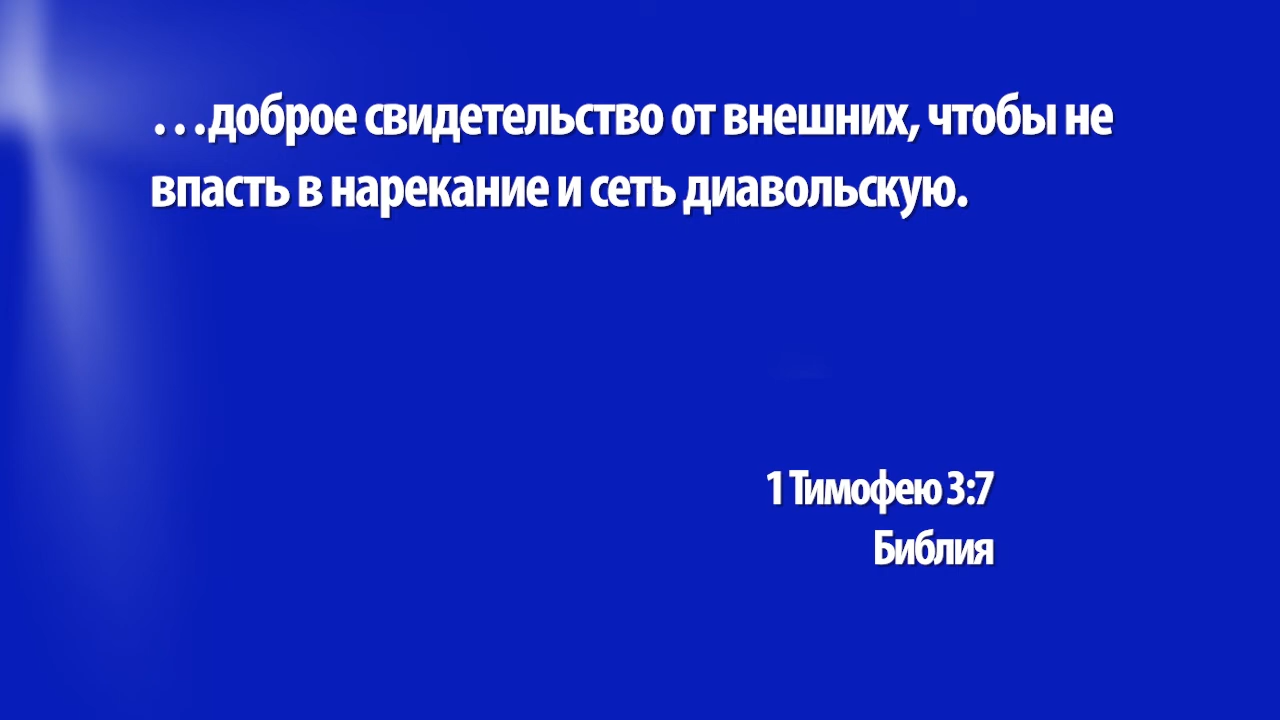 …доброе свидетельство от внешних, чтобы не
впасть в нарекание и сеть диавольскую.
1 Тимофею 3:7
Библия